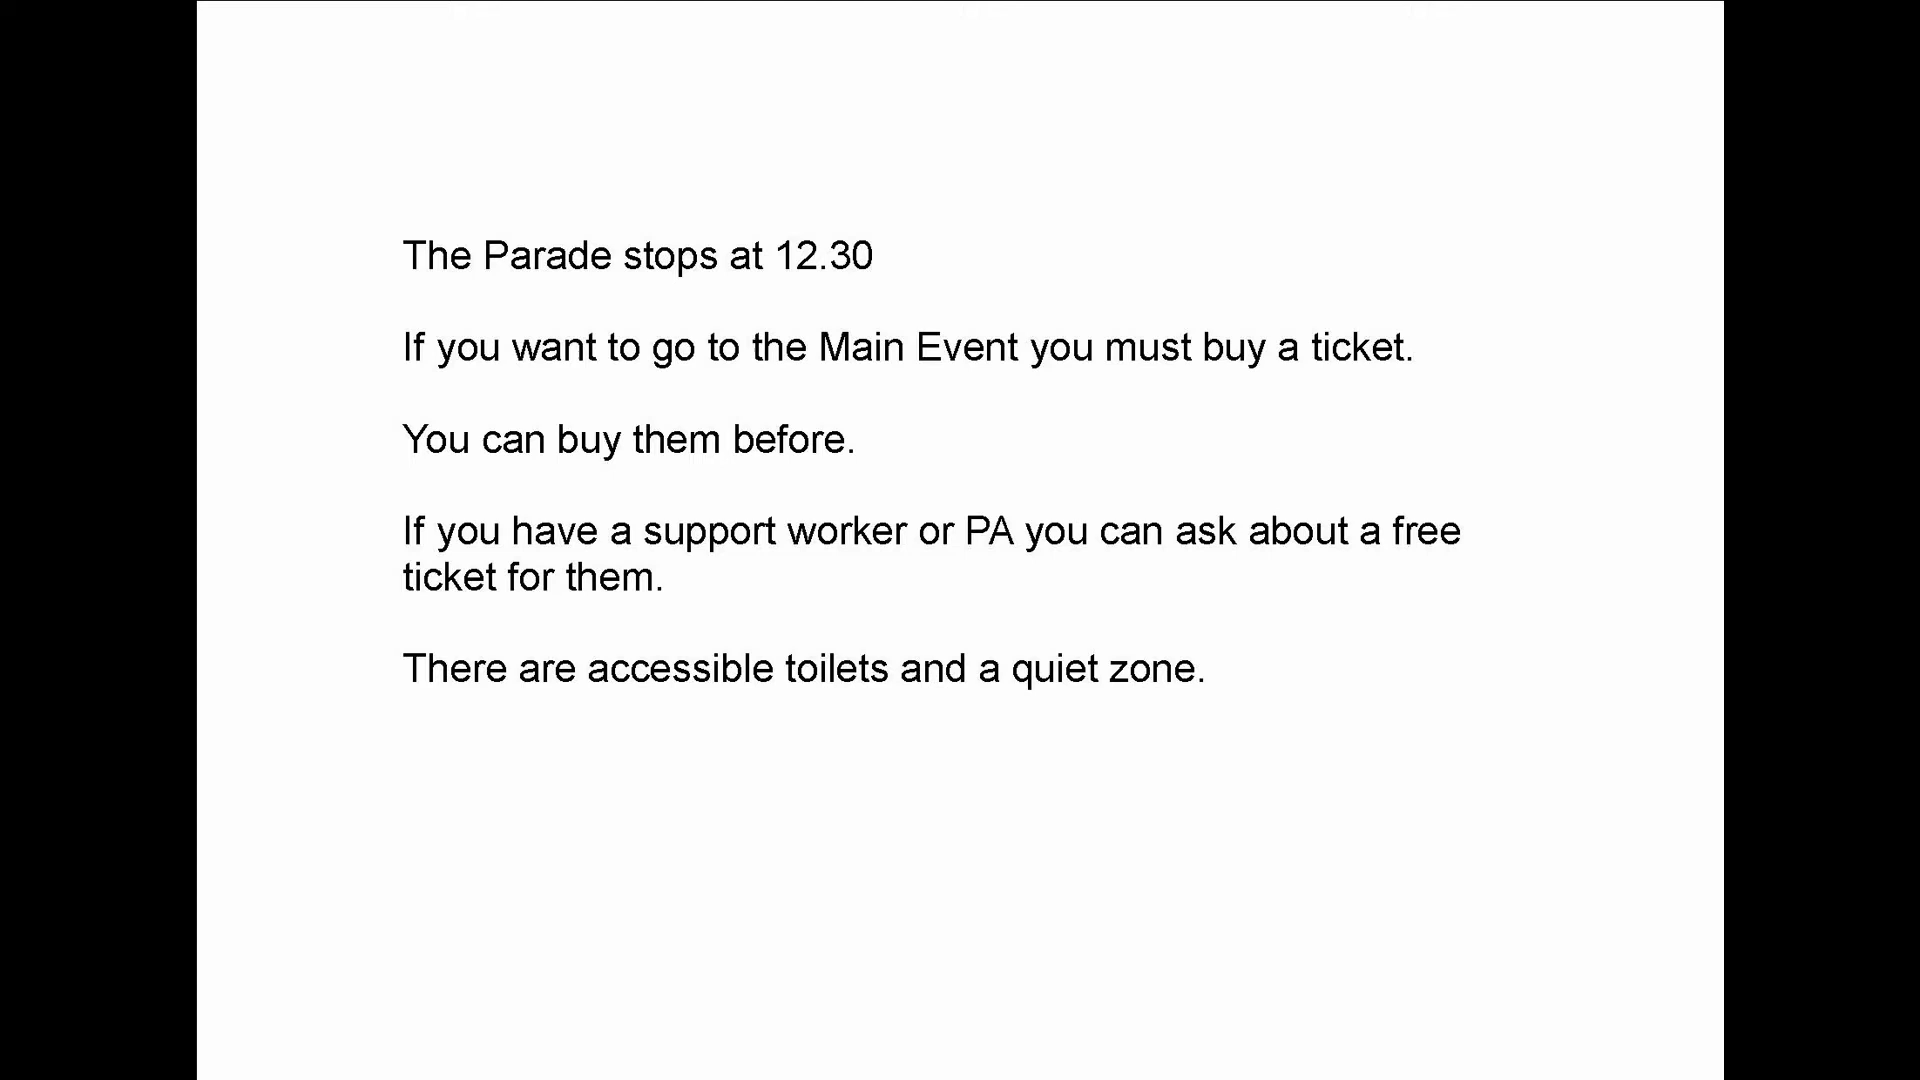 The Parade stops at 12.30
If you want to go to the Main Event you must buy a ticket.
You can buy them before.
If you have a support worker or PA you can ask about a free
ticket for them.
There are accessible toilets and a quiet zone.